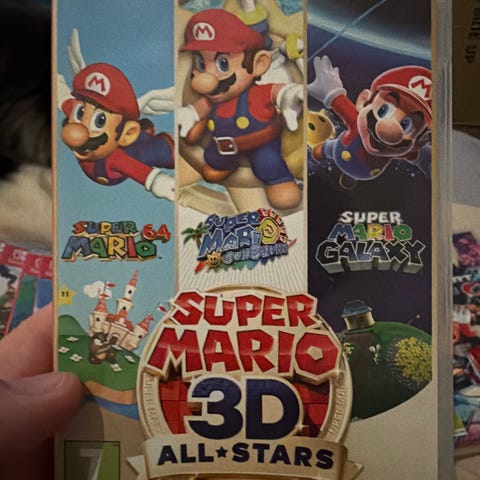 SUPER
MARIO 64
SUPER
MARIO
SUNSHINE
SUPER
MARIO
GALAXY
SUPER
MARIO
3D
ALL★STARS
7